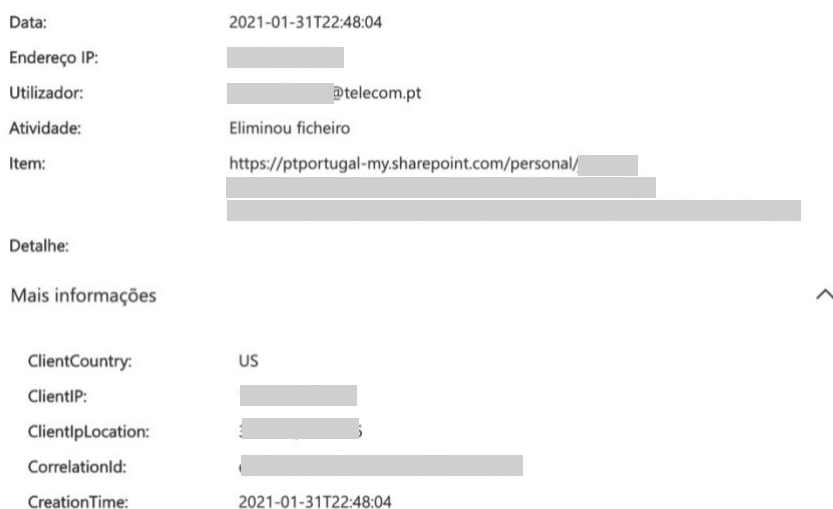 Data: 2021-01-31T22:48:04
Endereço IP:
Utilizador: @telecom.pt
Atividade: Eliminou ficheiro
Item: https://ptportugal-my.sharepoint.com/personal/
Detalhe:
Mais informações
ClientCountry: US
ClientIP:
ClientIpLocation:
CorrelationId:
CreationTime: 2021-01-31T22:48:04